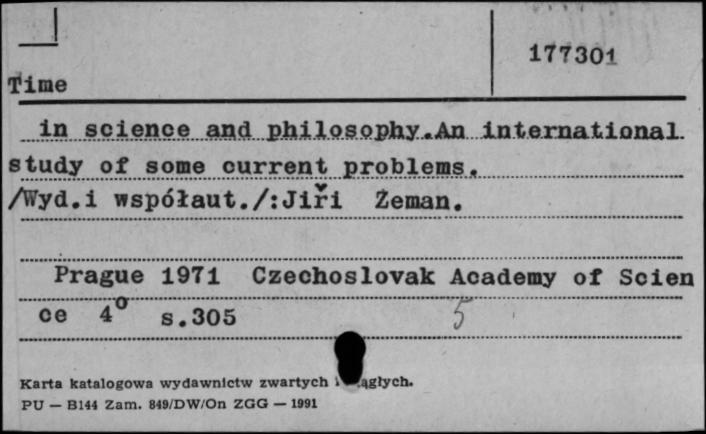 177301
Time
in science and philosophy.An international
study of some current problems.
/Wyd.i współaut./:Jiři Zeman.
Prague 1971 Czechoslovak Academy of Scien
ce 4° s.305
5
Karta katalogowa wydawnictw zwartych i
PU — B144 Zam. 849/DW/On ZGG — 1991